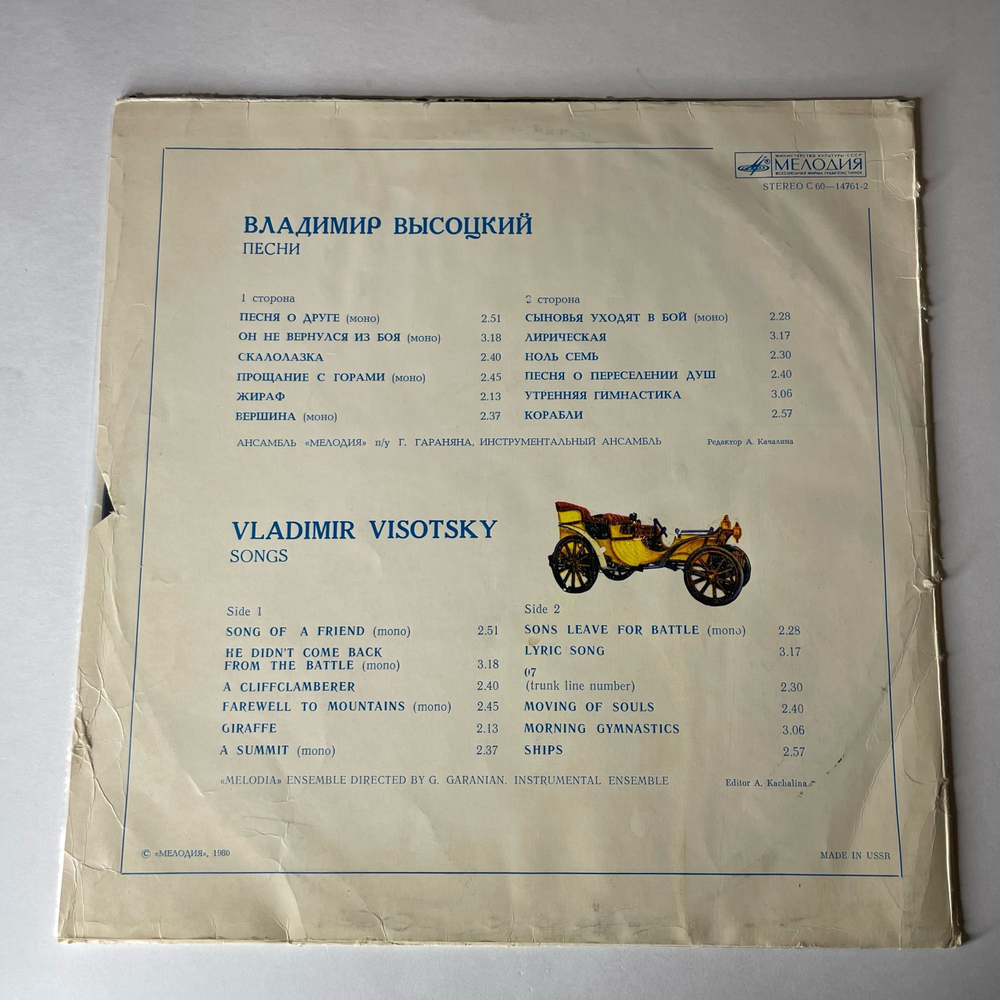 МИНИСТЕРСТВО КУЛЬТУРЫ СССР
МЕЛОДИЯ
ВСЕСОЮЗНАЯ ФИРМА ГРАМПЛАСТИНОК
STEREO С 60—14761-2
ВЛАДИМИР ВЫСОЦКИЙ
ПЕСНИ
1 сторона
ПЕСНЯ О ДРУГЕ (моно) 2.51
ОН НЕ ВЕРНУЛСЯ ИЗ БОЯ (моно) 3.18
СКАЛОЛАЗКА 2.40
ПРОЩАНИЕ С ГОРАМИ (моно) 2.45
ЖИРАФ 2.13
ВЕРШИНА (моно) 2.37
2 сторона
СЫНОВЬЯ УХОДЯТ В БОЙ (моно) 2.28
ЛИРИЧЕСКАЯ 3.17
НОЛЬ СЕМЬ 2.30
ПЕСНЯ О ПЕРЕСЕЛЕНИИ ДУШ 2.40
УТРЕННЯЯ ГИМНАСТИКА 3.06
КОРАБЛИ 2.57
АНСАМБЛЬ «МЕЛОДИЯ» п/у Г. ГАРАНЯНА, ИНСТРУМЕНТАЛЬНЫЙ АНСАМБЛЬ
Редактор А. Качалина
VLADIMIR VISOTSKY
SONGS
Side 1
SONG OF A FRIEND (mono) 2.51
HE DIDN'T COME BACK
FROM THE BATTLE (mono) 3.18
A CLIFFCLAMBERER 2.40
FAREWELL TO MOUNTAINS (mono) 2.45
GIRAFFE 2.13
A SUMMIT (mono) 2.37
Side 2
SONS LEAVE FOR BATTLE (mono) 2.28
LYRIC SONG 3.17
07
(trunk line number) 2.30
MOVING OF SOULS 2.40
MORNING GYMNASTICS 3.06
SHIPS 2.57
«MELODIA» ENSEMBLE DIRECTED BY G. GARANIAN. INSTRUMENTAL ENSEMBLE
Editor A. Kachalina
© «МЕЛОДИЯ», 1980
MADE IN USSR